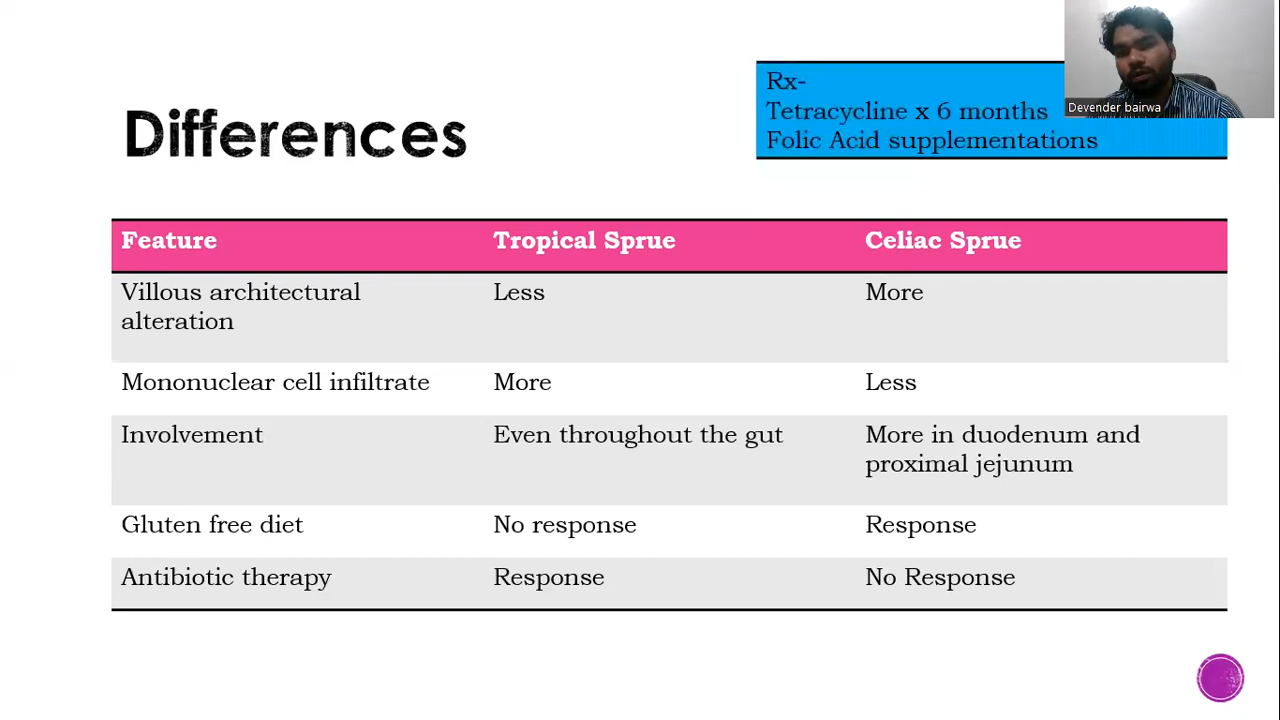 Rx-
Tetracycline x 6 months
Folic Acid supplementations
Devender bairwa
Differences
Feature Tropical Sprue Celiac Sprue
Villous architectural Less More
alteration
Mononuclear cell infiltrate More Less
Involvement Even throughout the gut More in duodenum and
proximal jejunum
Gluten free diet No response Response
Antibiotic therapy Response No Response